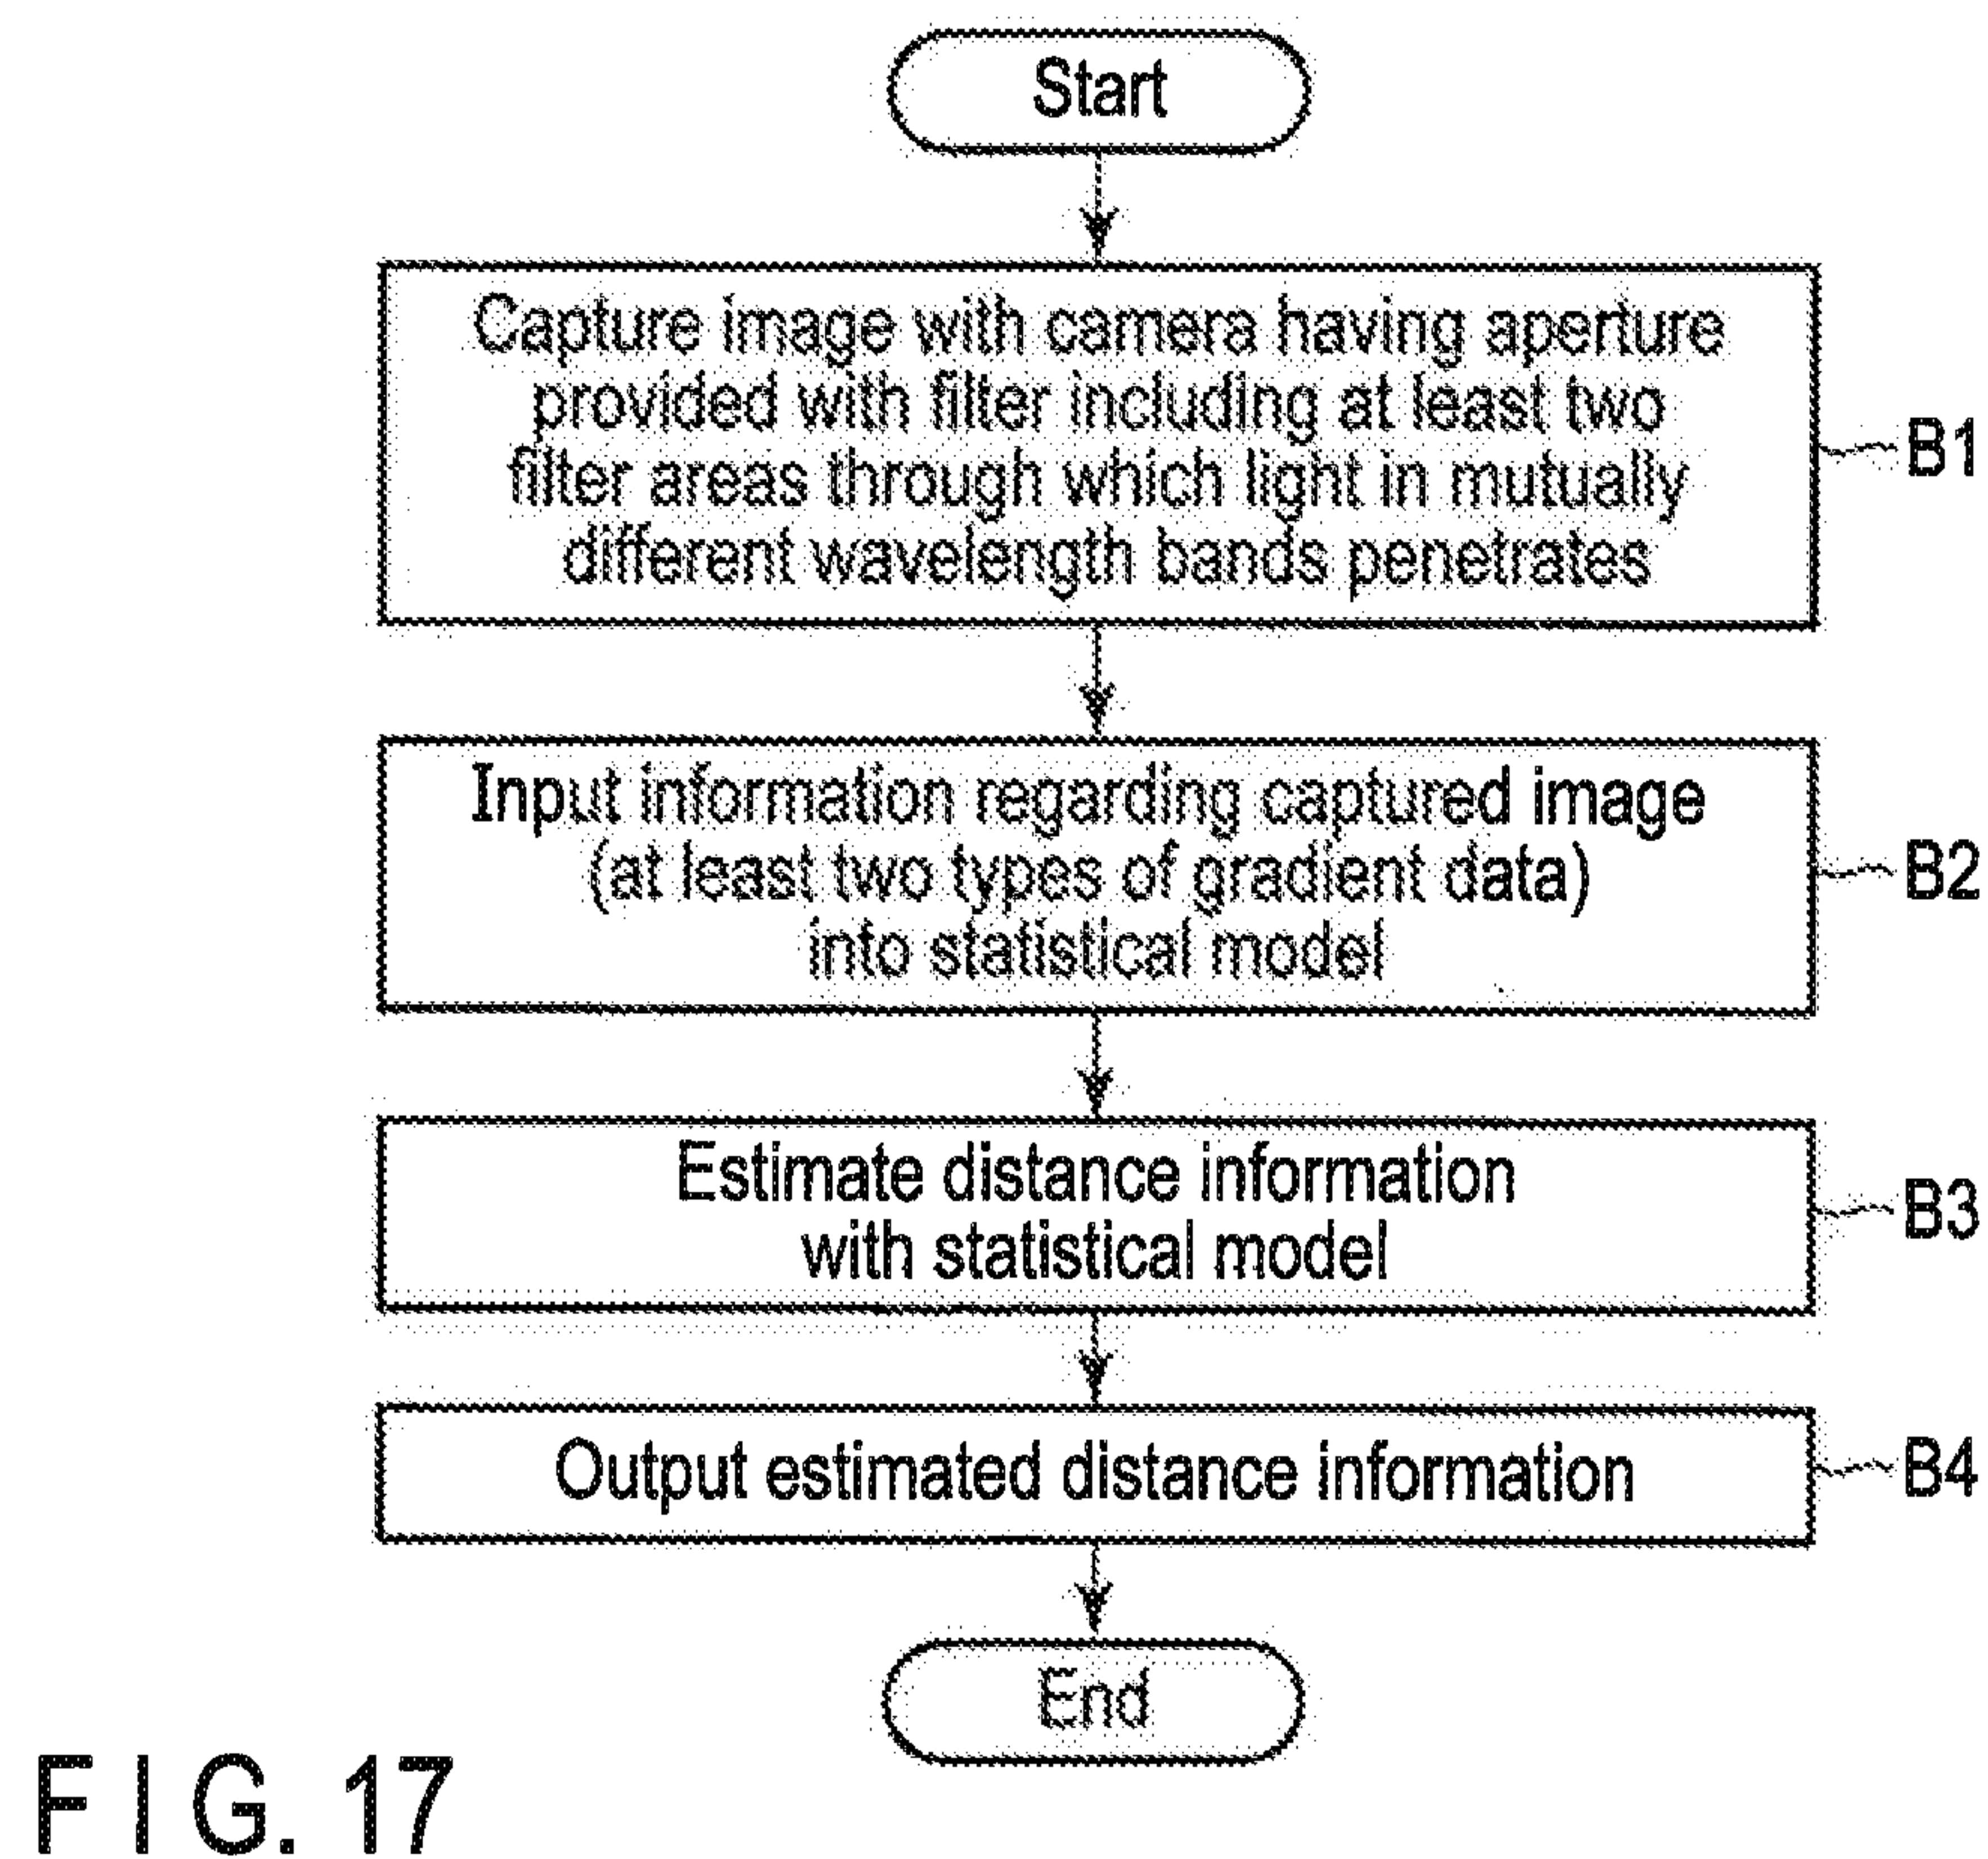 Start
Capture image with camera having aperture
provided with filter including at least two
filter areas through which light in mutually
different wavelength bands penetrates
B1
Input information regarding captured image
(at least two types of gradient data)
into statistical model
B2
Estimate distance information
with statistical model
B3
Output estimated distance information
B4
End
FIG. 17